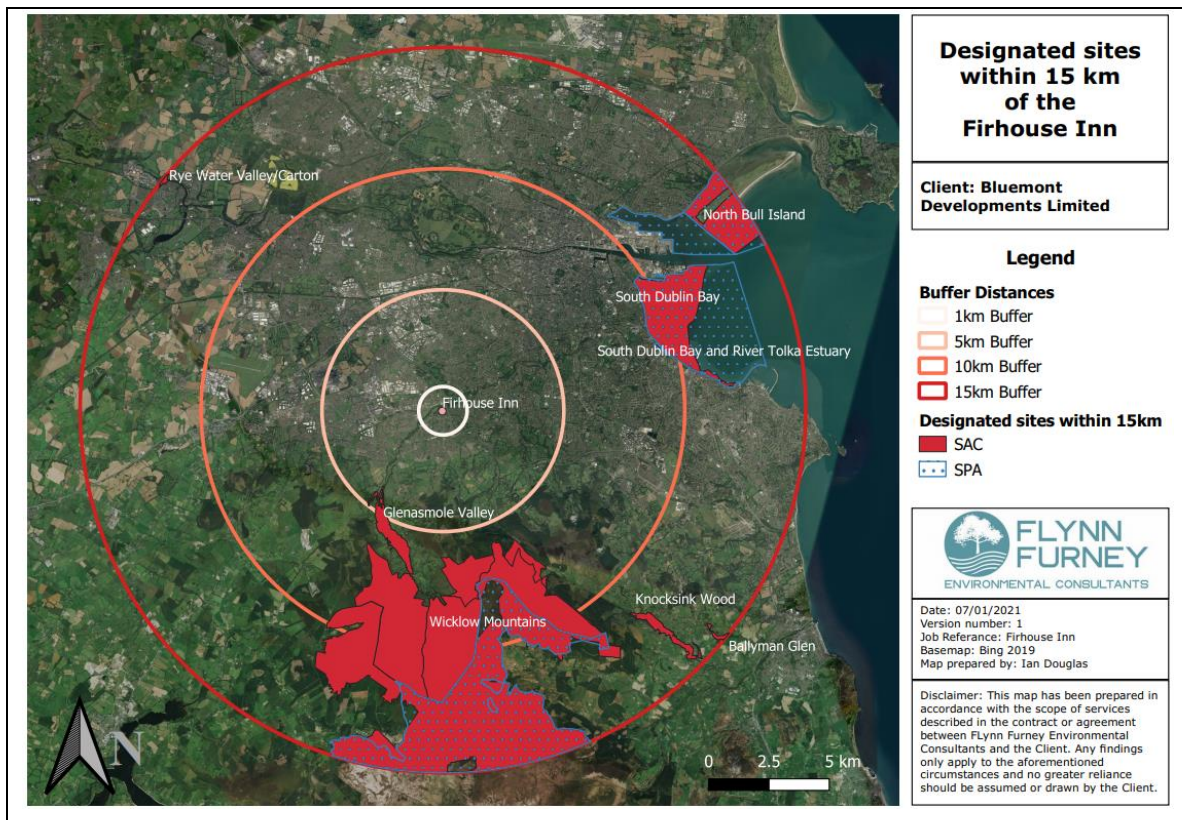 Designated sites
within 15 km
of the
Firhouse Inn
Client: Bluemont
Developments Limited
Legend
Buffer Distances
1km Buffer
5km Buffer
10km Buffer
15km Buffer
Designated sites within 15km
SAC
SPA
FLYNN
FURNEY
ENVIRONMENTAL CONSULTANTS
Date: 07/01/2021
Version number: 1
Job Referance: Firhouse Inn
Basemap: Bing 2019
Map prepared by: Ian Douglas
Disclaimer: This map has been prepared in
accordance with the scope of services
described in the contract or agreement
between FLynn Furney Environmental
Consultants and the Client. Any findings
only apply to the aforementioned
circumstances and no greater reliance
should be assumed or drawn by the Client.
Rye Water Valley/Carton
North Bull Island
South Dublin Bay
South Dublin Bay and River Tolka Estuary
Firhouse Inn
Glenasmole Valley
Knocksink Wood
Wicklow Mountains
Ballyman Glen
N
0 2.5 5 km